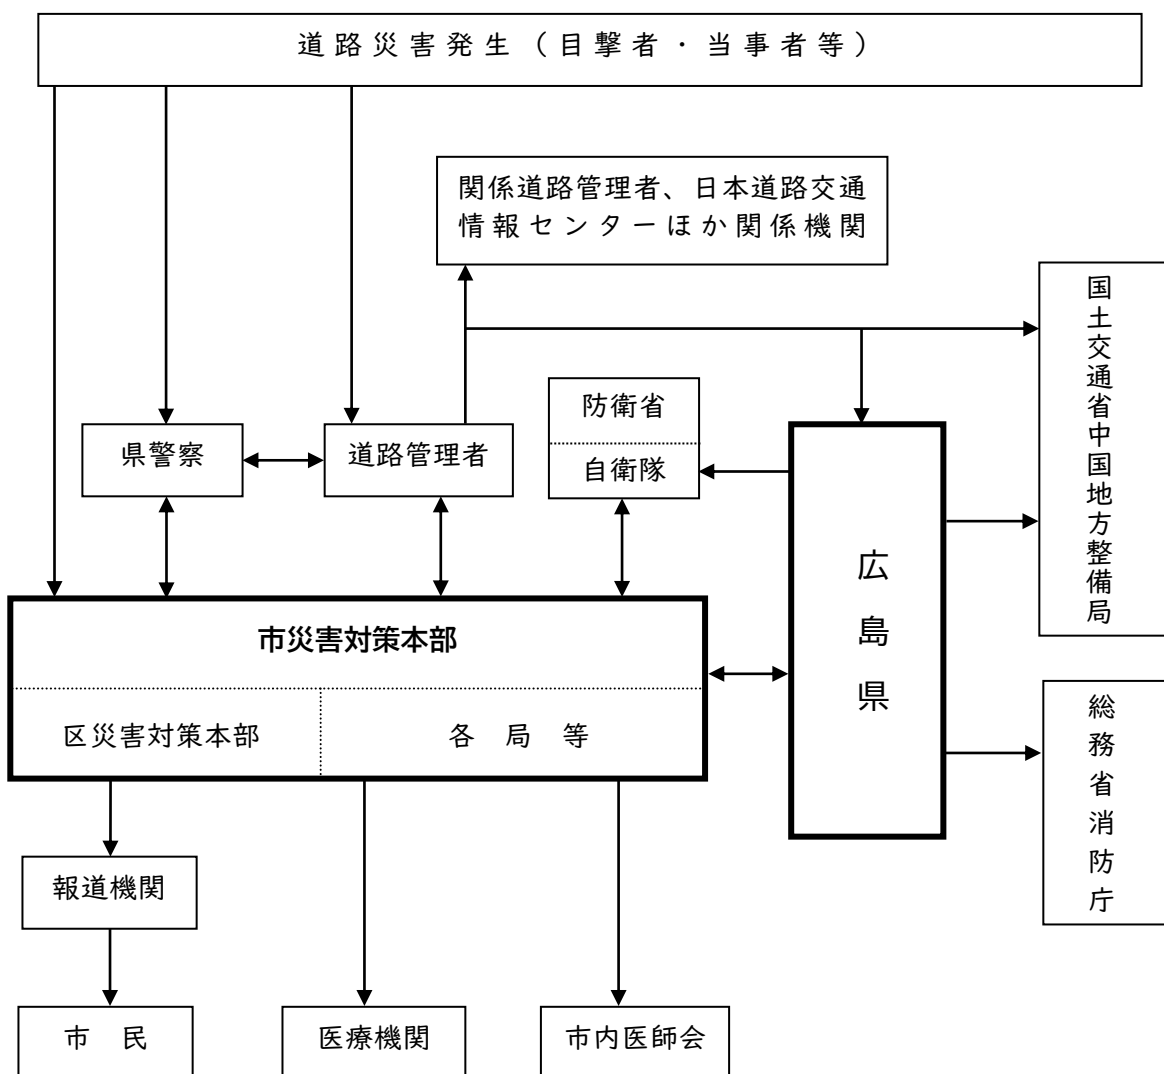 道路災害発生（目撃者・当事者等）
関係道路管理者、日本道路交通
情報センターほか関係機関
国土交通省中国地方整備局
防衛省
自衛隊
県警察
道路管理者
広島県
市災害対策本部
区災害対策本部
各局等
総務省消防庁
報道機関
市民
医療機関
市内医師会